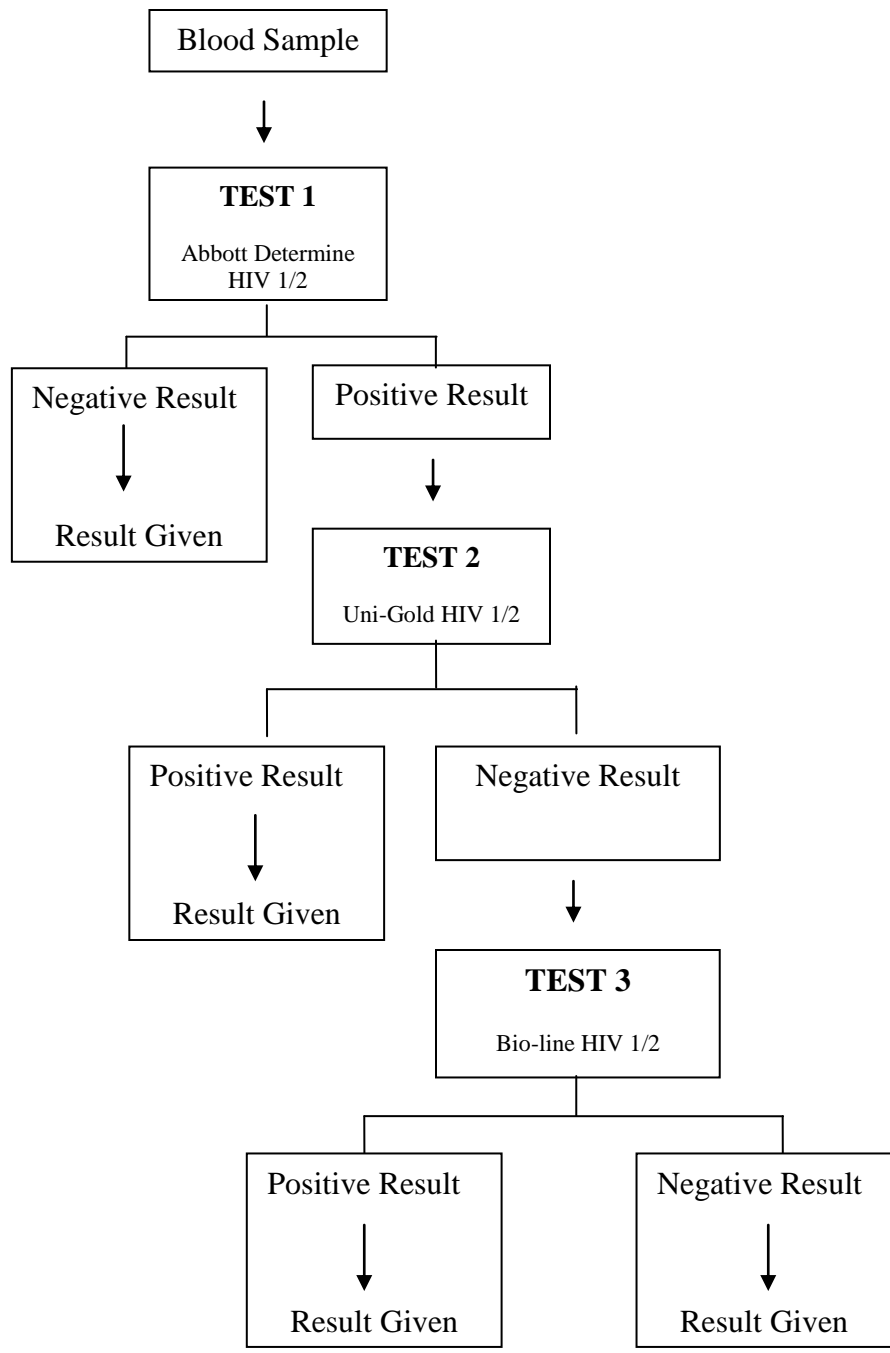 Blood Sample
TEST 1
Abbott Determine
HIV 1/2
Negative Result
Result Given
Positive Result
TEST 2
Uni-Gold HIV 1/2
Positive Result
Result Given
Negative Result
TEST 3
Bio-line HIV 1/2
Positive Result
Result Given
Negative Result
Result Given